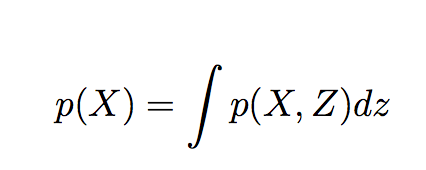 p(X) = ∫ p(X, Z)dz